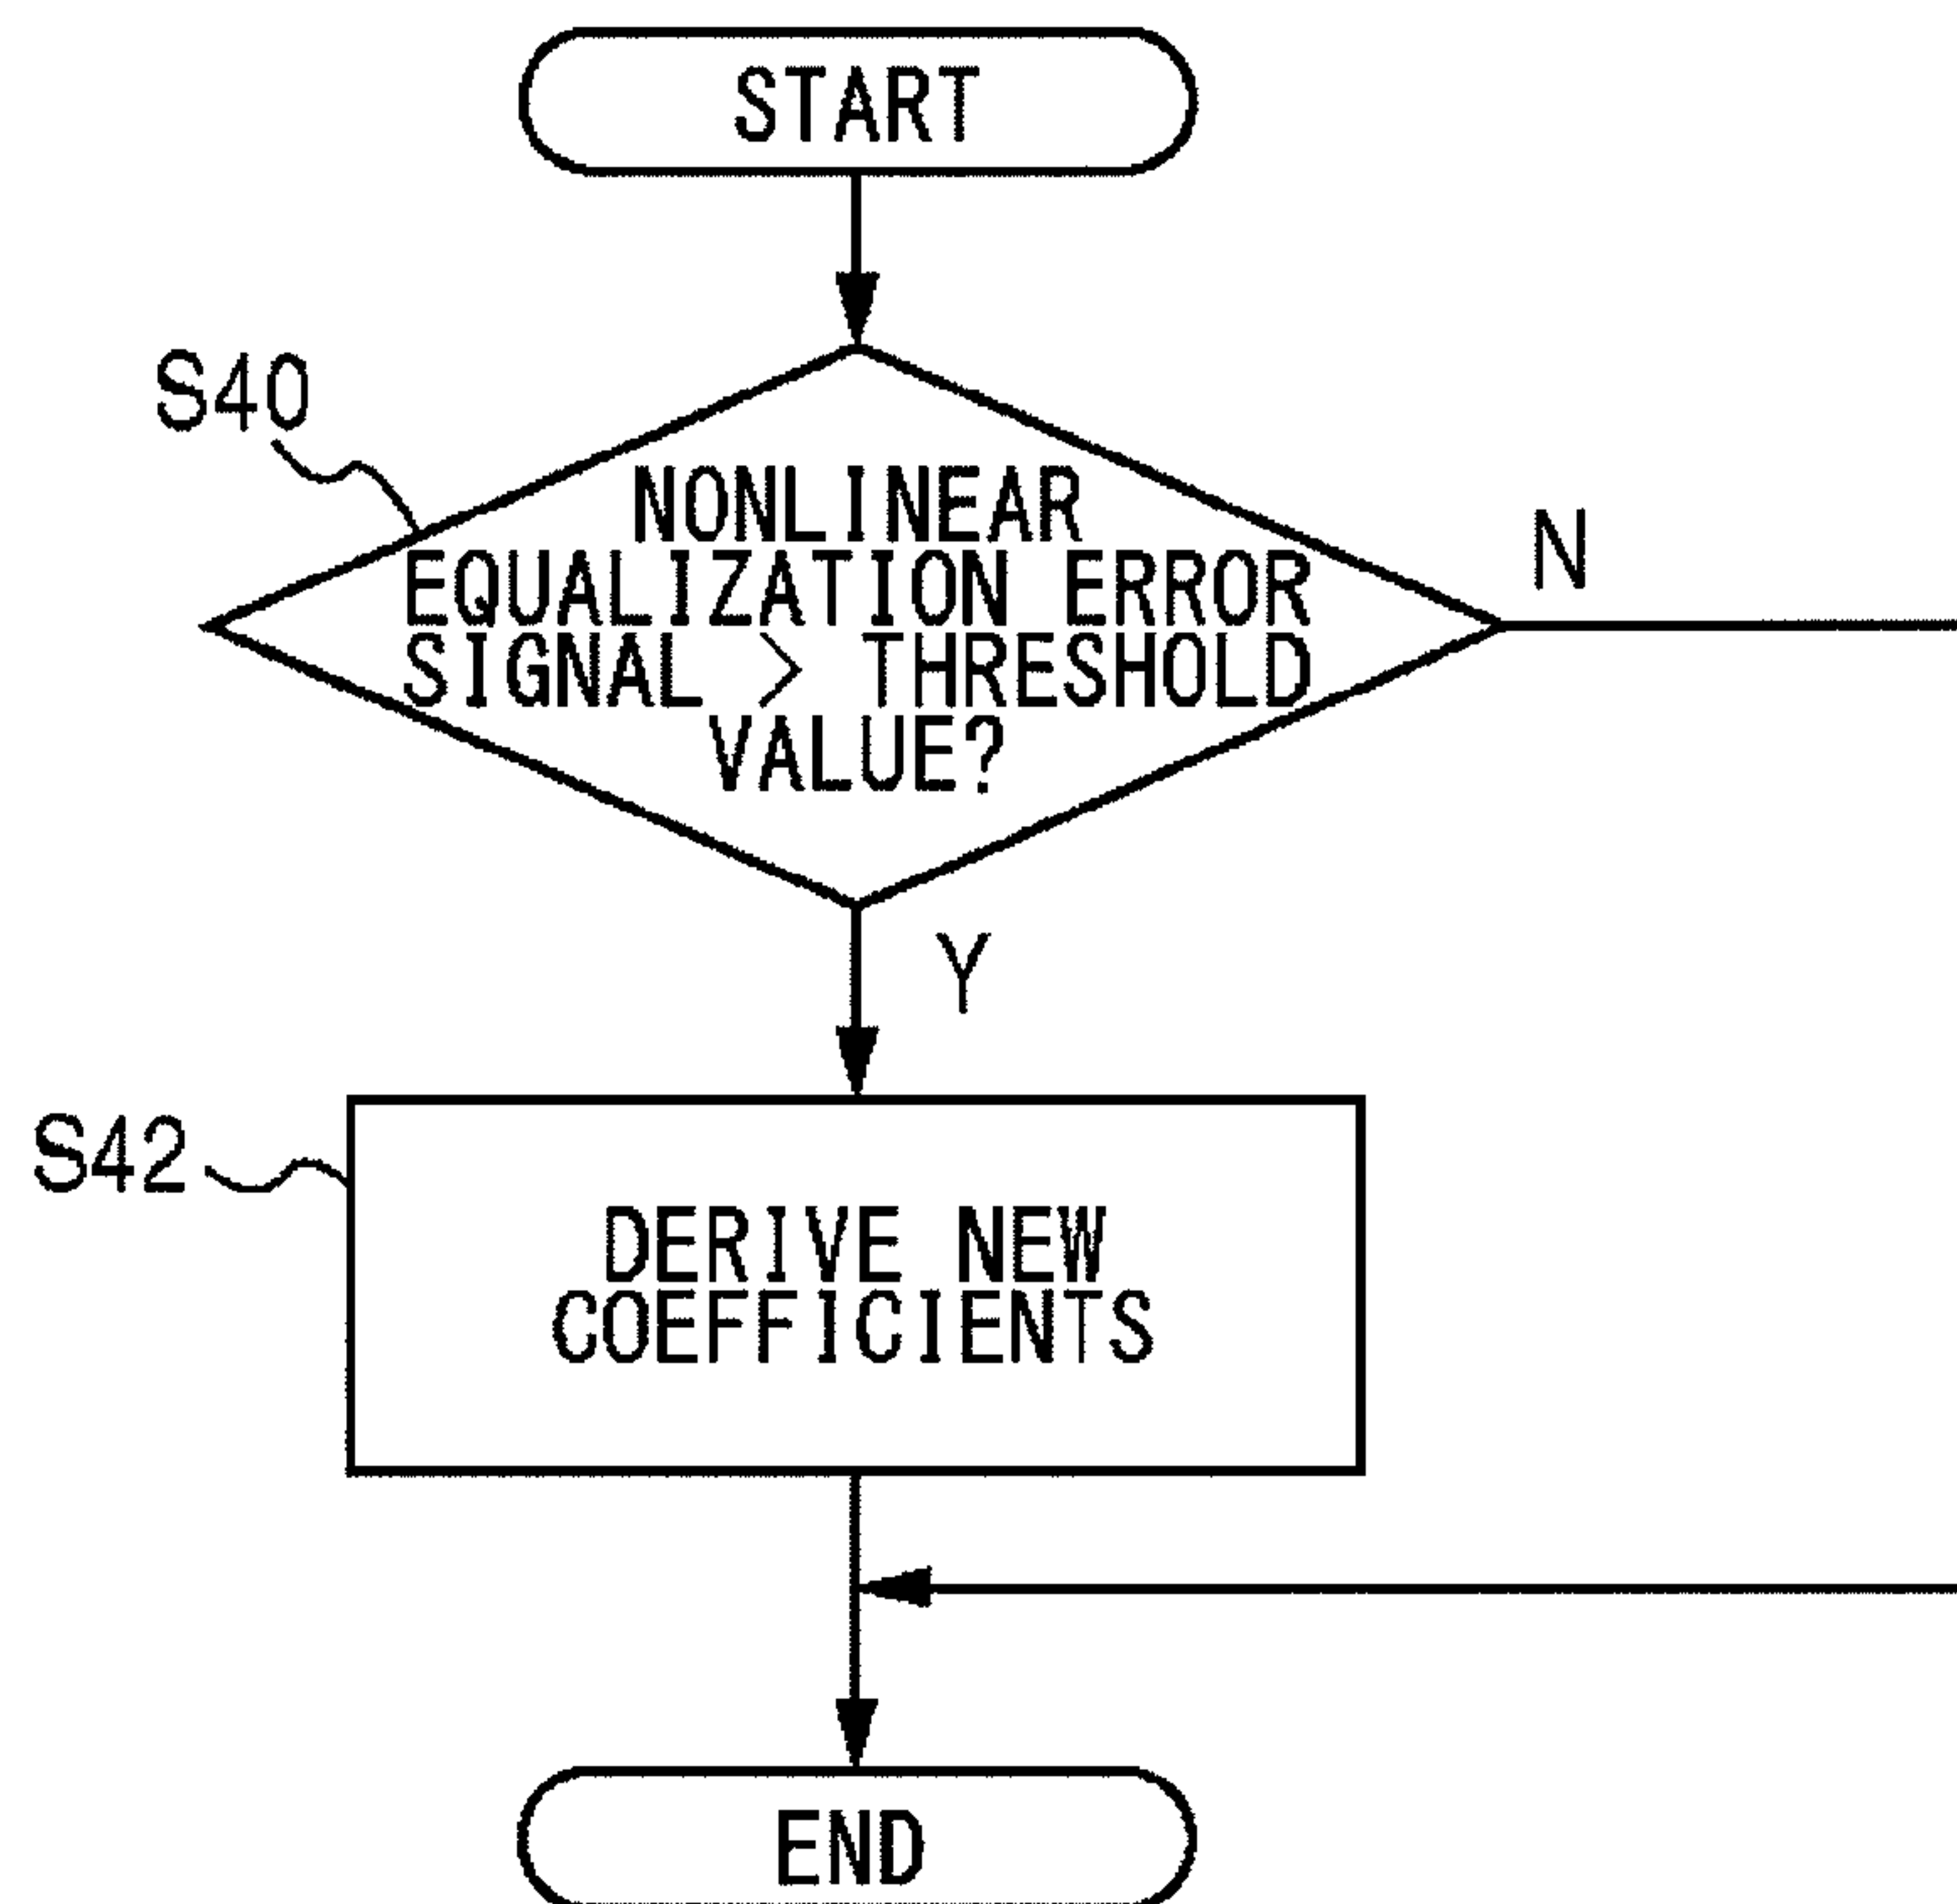 START
S40
NONLINEAR
EQUALIZATION ERROR
SIGNAL > THRESHOLD
VALUE?
N
Y
S42
DERIVE NEW
COEFFICIENTS
END